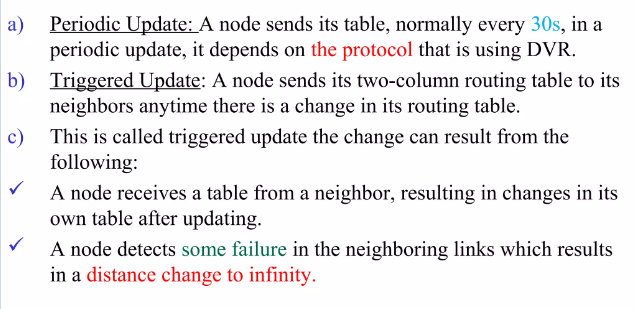 a) Periodic Update: A node sends its table, normally every 30s, in a
periodic update, it depends on the protocol that is using DVR.
b) Triggered Update: A node sends its two-column routing table to its
neighbors anytime there is a change in its routing table.
c) This is called triggered update the change can result from the
following:
✓ A node receives a table from a neighbor, resulting in changes in its
own table after updating.
✓ A node detects some failure in the neighboring links which results
in a distance change to infinity.